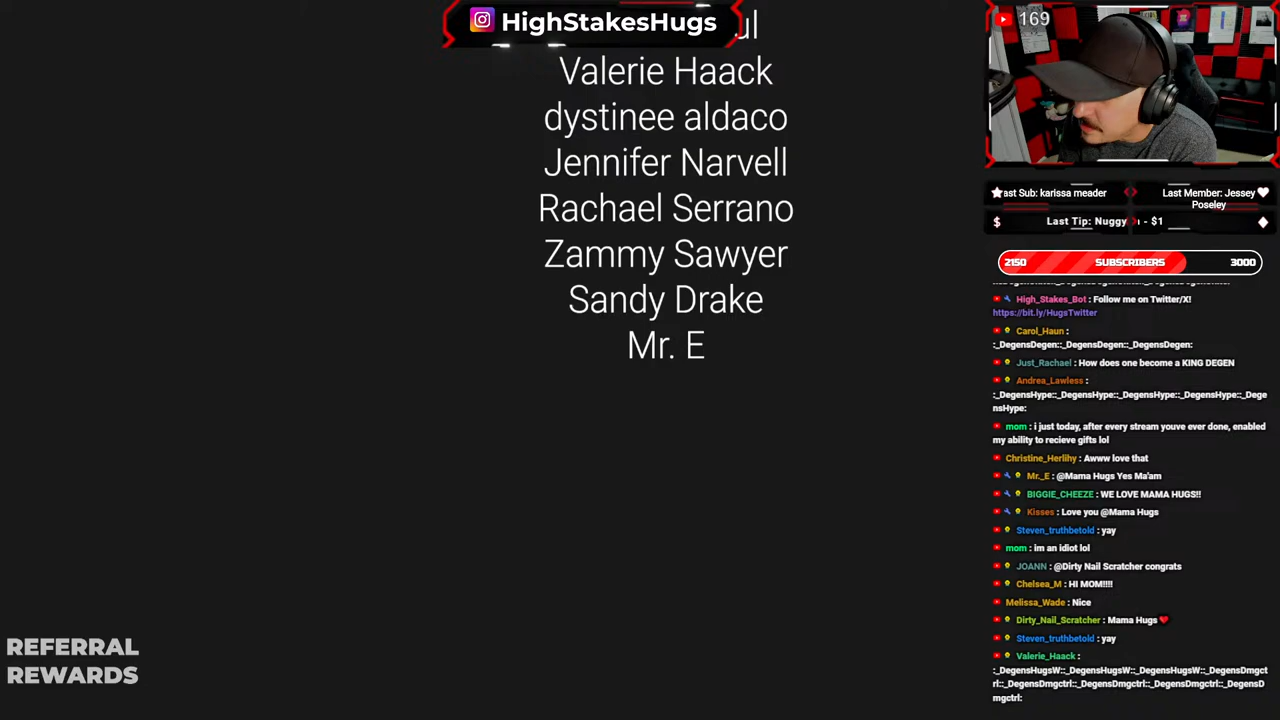 HighStakesHugs
Valerie Haack
dystinee aldaco
Jennifer Narvell
Rachael Serrano
Zammy Sawyer
Sandy Drake
Mr. E
REFERRAL
REWARDS
169
ast Sub: karissa meader
Last Member: Jessey
Poseley
$ Last Tip: Nuggy - $1
2150 SUBSCRIBERS 3000
High_Stakes_Bot : Follow me on Twitter/X!
https://bit.ly/HugsTwitter
Carol_Haun :
:_DegensDegen::_DegensDegen::_DegensDegen:
Just_Rachael : How does one become a KING DEGEN
Andrea_Lawless :
:_DegensHype::_DegensHype::_DegensHype::_DegensHype::_Dege
nsHype:
mom : i just today, after every stream youve ever done, enabled
my ability to recieve gifts lol
Christine_Herlihy : Awww love that
Mr._E : @Mama Hugs Yes Ma'am
BIGGIE_CHEEZE : WE LOVE MAMA HUGS!!
Kisses : Love you @Mama Hugs
Steven_truthbetold : yay
mom : im an idiot lol
JOANN : @Dirty Nail Scratcher congrats
Chelsea_M : HI MOM!!!!
Melissa_Wade : Nice
Dirty_Nail_Scratcher : Mama Hugs ❤
Steven_truthbetold : yay
Valerie_Haack :
:_DegensHugsW::_DegensHugsW::_DegensHugsW::_DegensDmgct
rl::_DegensDmgctrl::_DegensDmgctrl::_DegensDmgctrl::_DegensD
mgctrl: